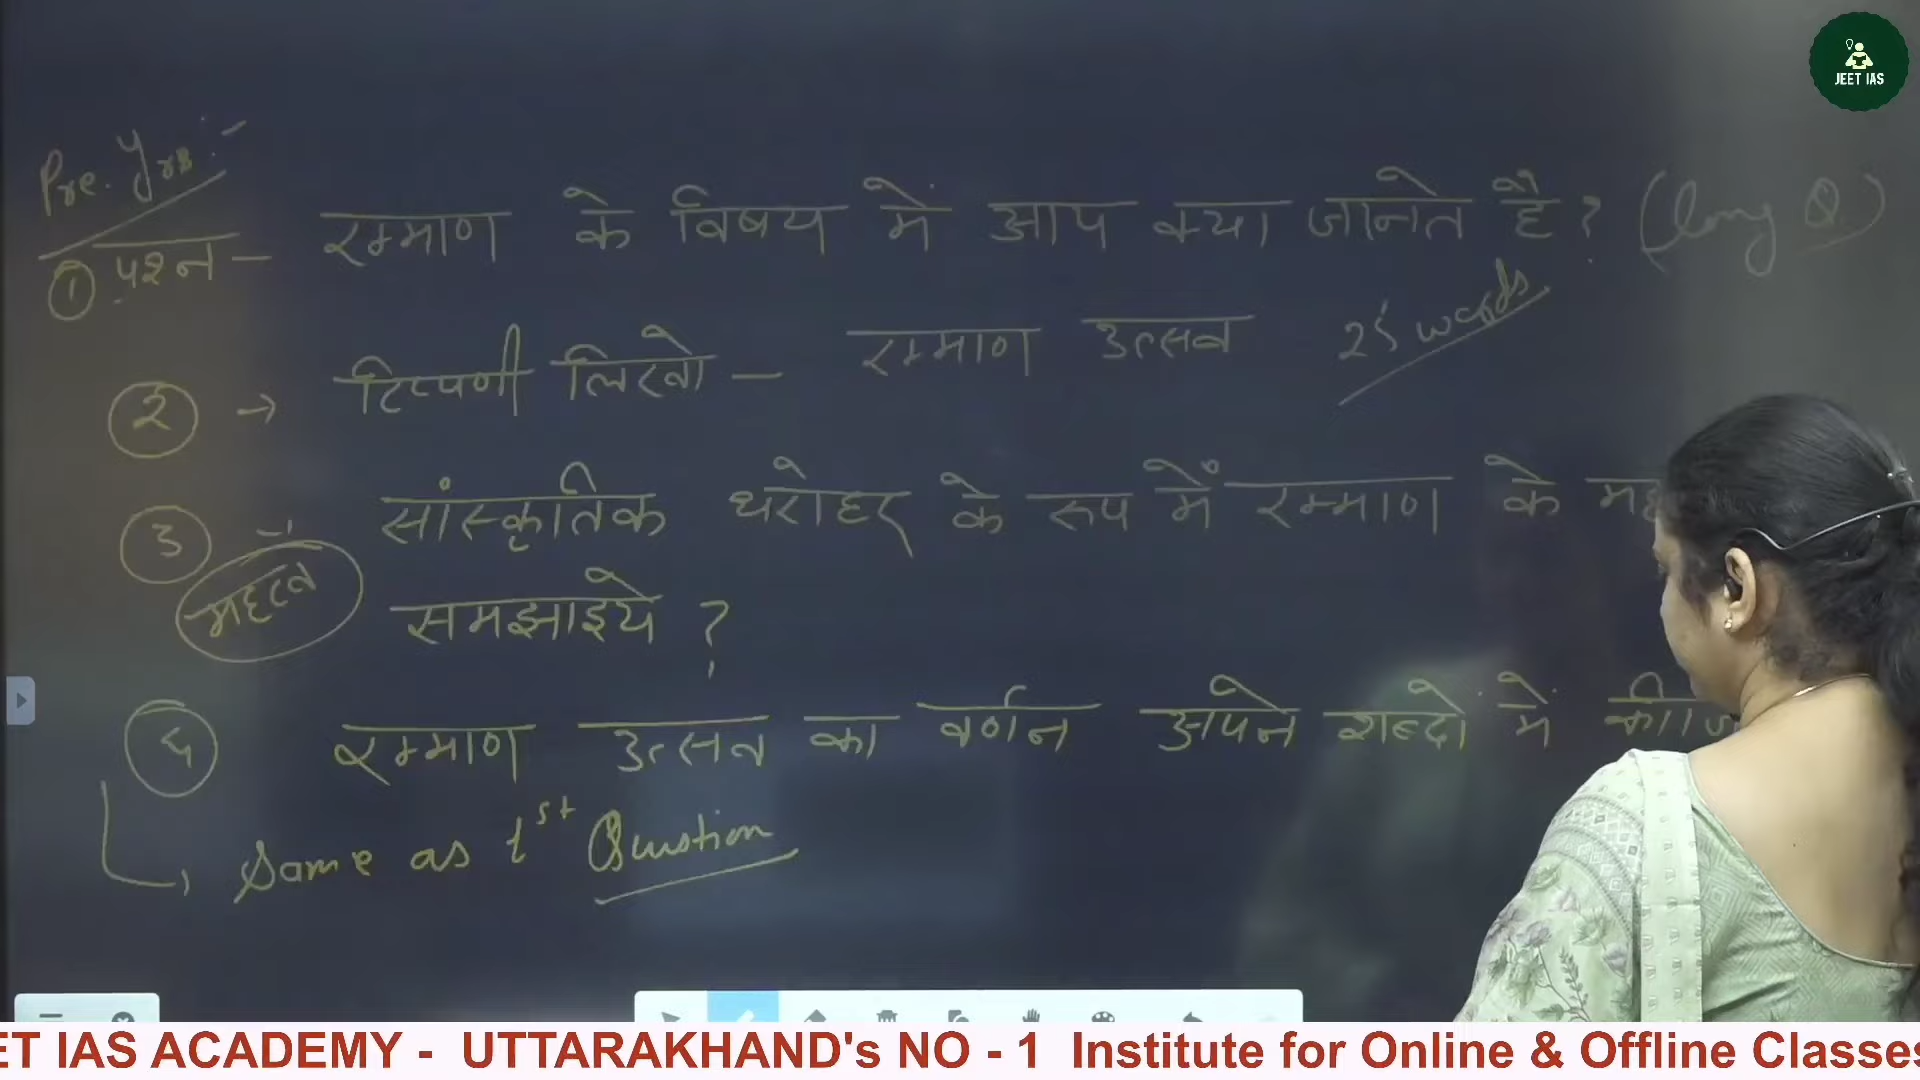 JEET IAS
Pre. Yrs :-
① प्रश्न — रम्माण के विषय में आप क्या जानते है ? (long Q.)
② → टिप्पणी लिखो — रम्माण उत्सव 25 words
③ सांस्कृतिक धरोहर के रूप में रम्माण के
महत्व समझाइये ?
④ रम्माण उत्सव का वर्णन अपने शब्दो में
Same as 1st Question
ET IAS ACADEMY - UTTARAKHAND's NO - 1 Institute for Online & Offline Classes